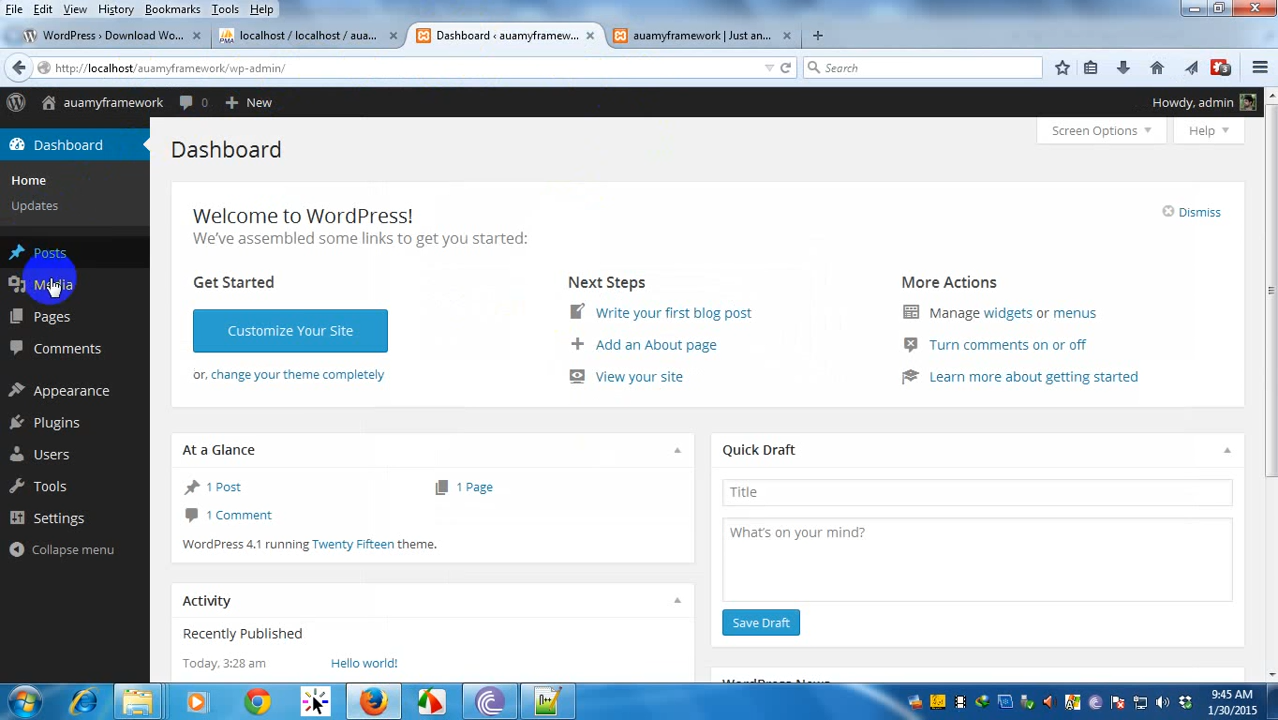 File Edit View History Bookmarks Tools Help
WordPress › Download Wo...
localhost / localhost / aua...
Dashboard ‹ auamyframew...
auamyframework | Just an...
http://localhost/auamyframework/wp-admin/
Search
3
auamyframework 0 New
Howdy, admin
Dashboard
Home
Updates
Posts
Media
Pages
Comments
Appearance
Plugins
Users
Tools
Settings
Collapse menu
Screen Options Help
Dashboard
Welcome to WordPress!
Dismiss
We've assembled some links to get you started:
Get Started
Customize Your Site
or, change your theme completely
Next Steps
Write your first blog post
Add an About page
View your site
More Actions
Manage widgets or menus
Turn comments on or off
Learn more about getting started
At a Glance
1 Post 1 Page
1 Comment
WordPress 4.1 running Twenty Fifteen theme.
Activity
Recently Published
Today, 3:28 am Hello world!
Quick Draft
Title
What's on your mind?
Save Draft
WordPress News
9:45 AM
1/30/2015